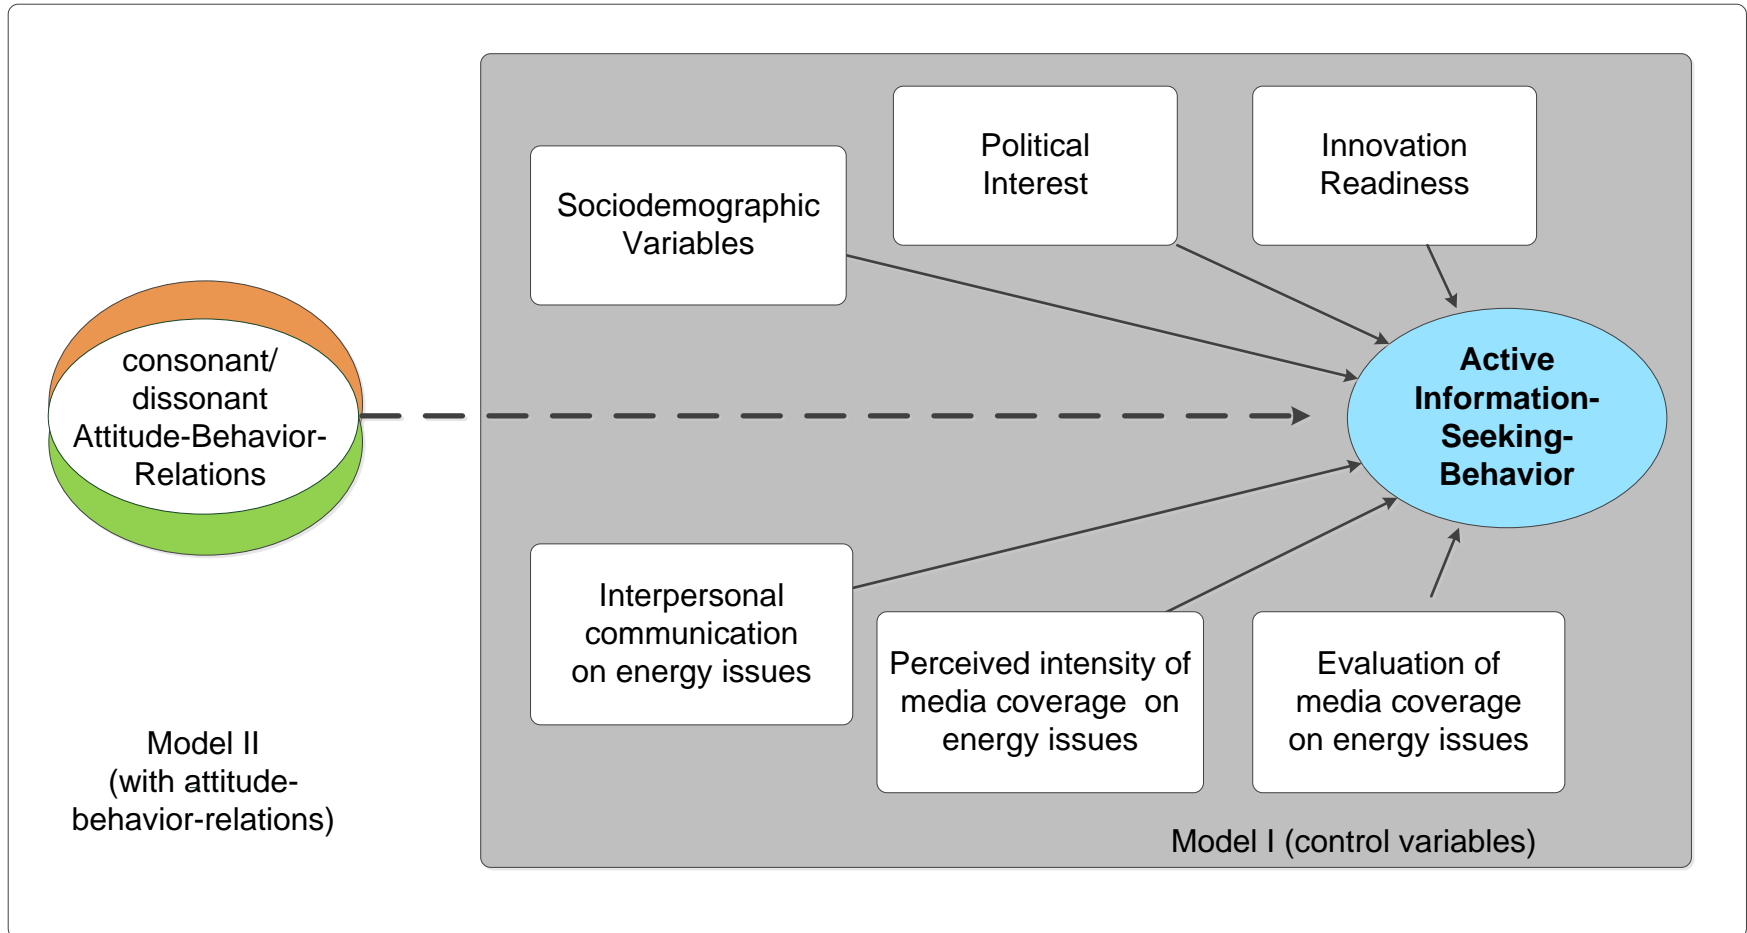 Political
Interest
Innovation
Readiness
Sociodemographic
Variables
consonant/
dissonant
Attitude-Behavior-
Relations
Active
Information-
Seeking-
Behavior
Interpersonal
communication
on energy issues
Perceived intensity of
media coverage  on
energy issues
Evaluation of
media coverage
on energy issues
Model II
(with attitude-
behavior-relations)
Model I (control variables)